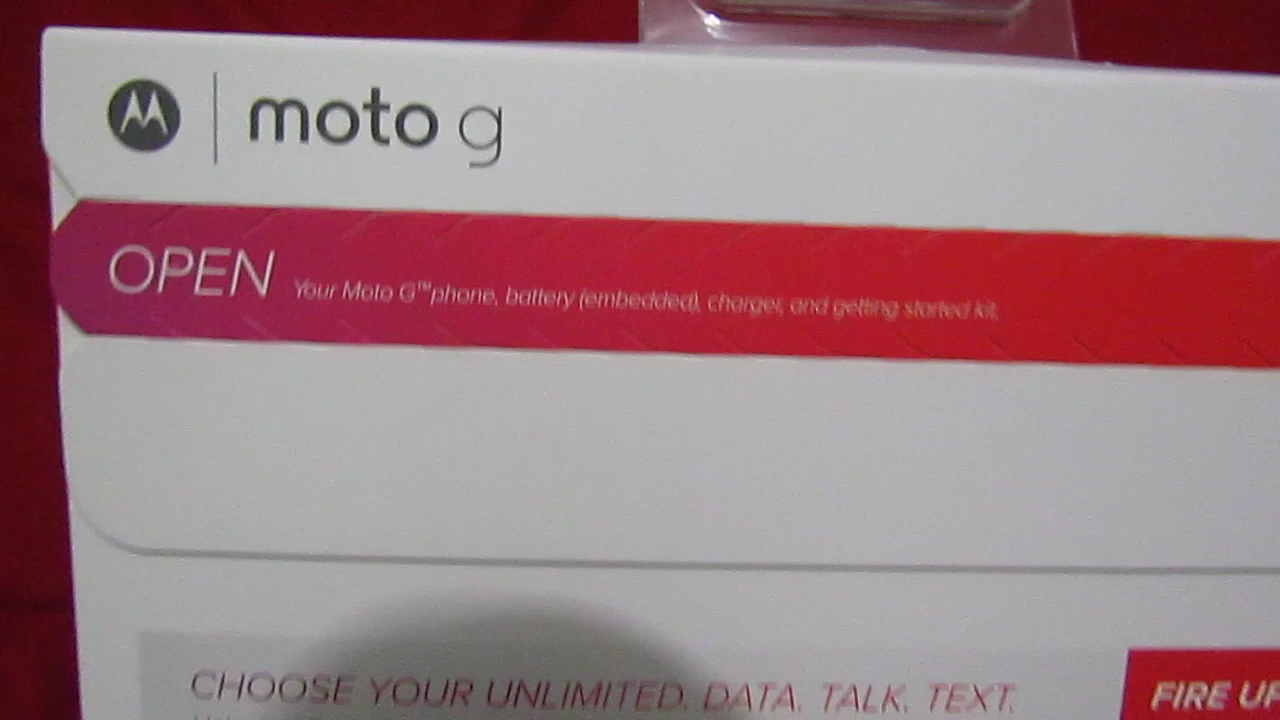 moto g
OPEN Your Moto G™ phone, battery (embedded), charger, and getting started kit.
CHOOSE YOUR UNLIMITED. DATA. TALK. TEXT.
FIRE